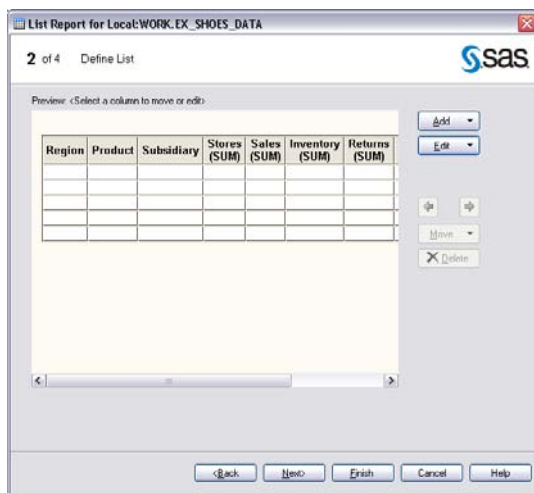 List Report for Local:WORK.EX_SHOES_DATA
2 of 4 Define List
sas
Preview: <Select a column to move or edit>
Add
Edit
Region Product Subsidiary Stores (SUM) Sales (SUM) Inventory (SUM) Returns (SUM)
Move
Delete
<Back Next> Finish Cancel Help